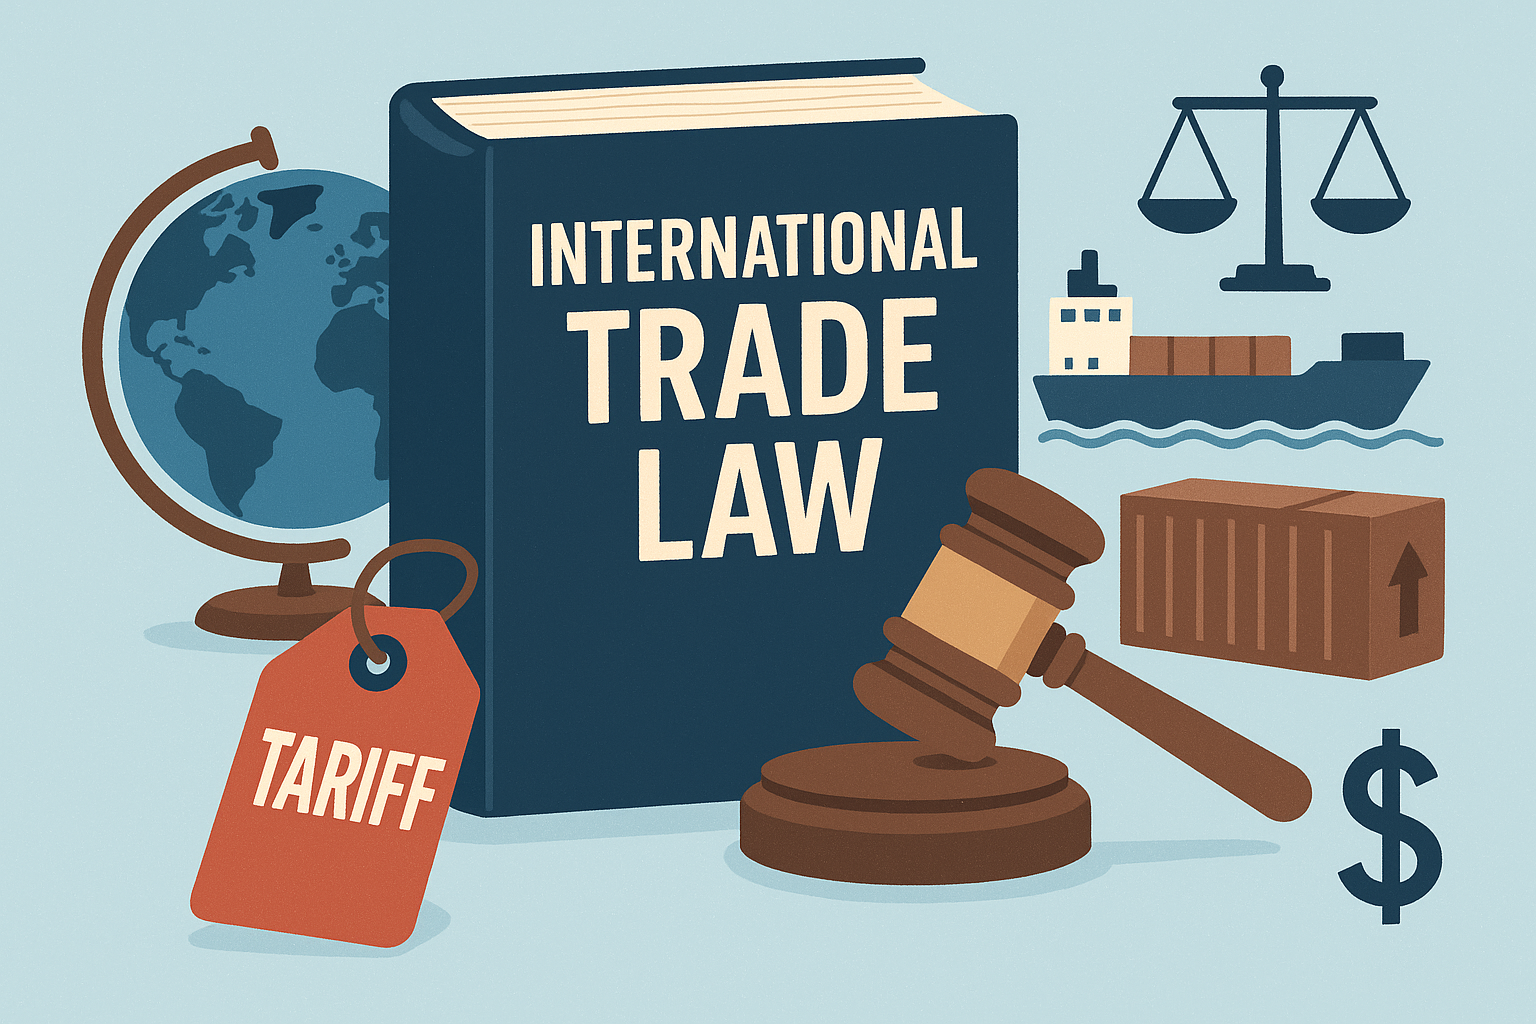 INTERNATIONAL
TRADE
LAW
TARIFF
$